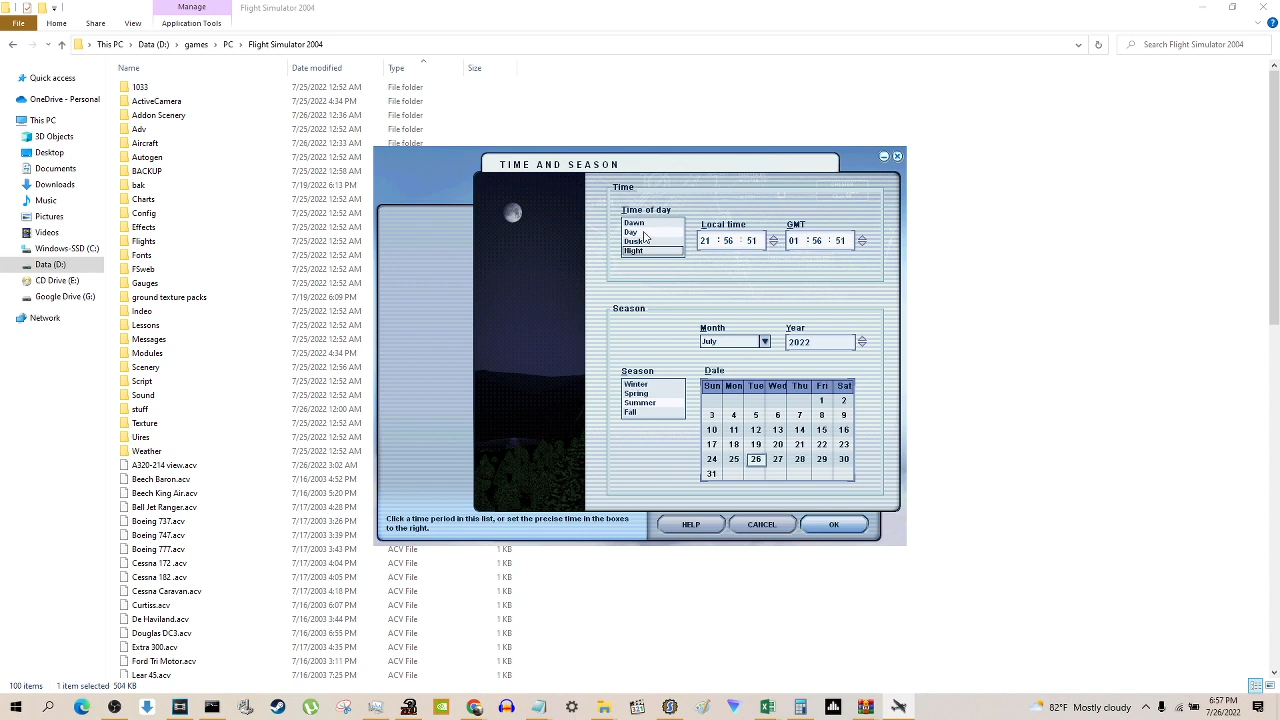 Manage
Flight Simulator 2004
File
Home
Share
View
Application Tools
This PC
Data (D:)
games
PC
Flight Simulator 2004
Search Flight Simulator 2004
Name
Date modified
Type
Size
Quick access
OneDrive - Personal
This PC
3D Objects
Desktop
Documents
Downloads
Music
Pictures
Videos
Windows-SSD (C:)
Data (D:)
CD Drive (E:)
Google Drive (G:)
Network
1033 7/25/2022 12:52 AM File folder
ActiveCamera 7/25/2022 4:34 PM File folder
Addon Scenery 7/26/2022 12:36 AM File folder
Adv 7/25/2022 12:52 AM File folder
Aircraft 7/26/2022 12:33 AM File folder
Autogen 7/25/2022 12:52 AM
BACKUP 7/25/2022 12:58 AM
bak 7/19/2022 6:13 PM
Charts 7/25/2022 12:52 AM
Config 7/25/2022 12:52 AM
Effects 7/25/2022 12:52 AM
Flights 7/25/2022 12:52 AM
Fonts 7/25/2022 12:52 AM
FSweb 7/25/2022 12:52 AM
Gauges 7/25/2022 12:52 AM
ground texture packs 7/19/2022 6:09 PM
Indeo 7/25/2022 12:52 AM
Lessons 7/25/2022 12:52 AM
Messages 7/25/2022 12:52 AM
Modules 7/25/2022 4:34 PM
Scenery 7/25/2022 12:56 AM
Script 7/25/2022 12:52 AM
Sound 7/25/2022 12:52 AM
stuff 7/26/2022 12:00 AM
Texture 7/25/2022 12:52 AM
Uires 7/25/2022 12:52 AM
Weather 7/25/2022 12:52 AM
A320-214 view.acv 7/26/2022 3:02 AM
Beech Baron.acv 7/16/2003 4:52 PM
Beech King Air.acv 7/16/2003 5:20 PM
Bell Jet Ranger.acv 7/17/2003 4:28 PM
Boeing 737.acv 7/17/2003 3:26 PM
Boeing 747.acv 7/17/2003 3:39 PM
Boeing 777.acv 7/17/2003 3:43 PM ACV File 1 KB
Cessna 172 .acv 7/17/2003 4:04 PM ACV File 1 KB
Cessna 182 .acv 7/17/2003 4:05 PM ACV File 1 KB
Cessna Caravan.acv 7/17/2003 4:18 PM ACV File 1 KB
Curtiss.acv 7/16/2003 6:07 PM ACV File 1 KB
De Haviland.acv 7/16/2003 3:44 PM ACV File 1 KB
Douglas DC3.acv 7/16/2003 6:55 PM ACV File 1 KB
Extra 300.acv 7/17/2003 4:35 PM ACV File 1 KB
Ford Tri Motor.acv 7/16/2003 3:11 PM ACV File 1 KB
Lear 45.acv 7/16/2003 7:25 PM ACV File 1 KB
TIME AND SEASON
Time
Time of day
Dawn
Day
Dusk
Night
Local time
21 : 56 : 51
GMT
01 : 56 : 51
Season
Month
July
Year
2022
Season
Winter
Spring
Summer
Fall
Date
Sun Mon Tue Wed Thu Fri Sat
1 2
3 4 5 6 7 8 9
10 11 12 13 14 15 16
17 18 19 20 21 22 23
24 25 26 27 28 29 30
31
Click a time period in this list, or set the precise time in the boxes
to the right.
HELP
CANCEL
OK
100 items
1 item selected 504 KB
82°F Mostly cloudy
6:57 PM
7/26/2022